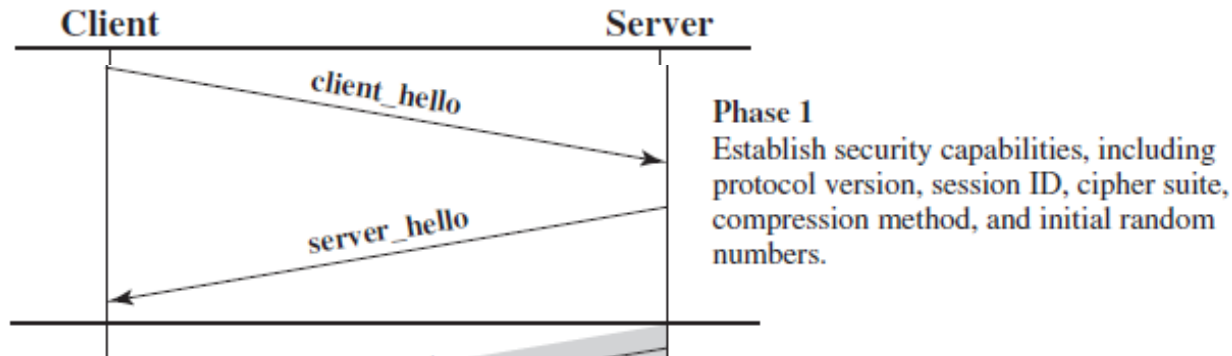 Client Server
client_hello
Phase 1
Establish security capabilities, including
protocol version, session ID, cipher suite,
compression method, and initial random
numbers.
server_hello